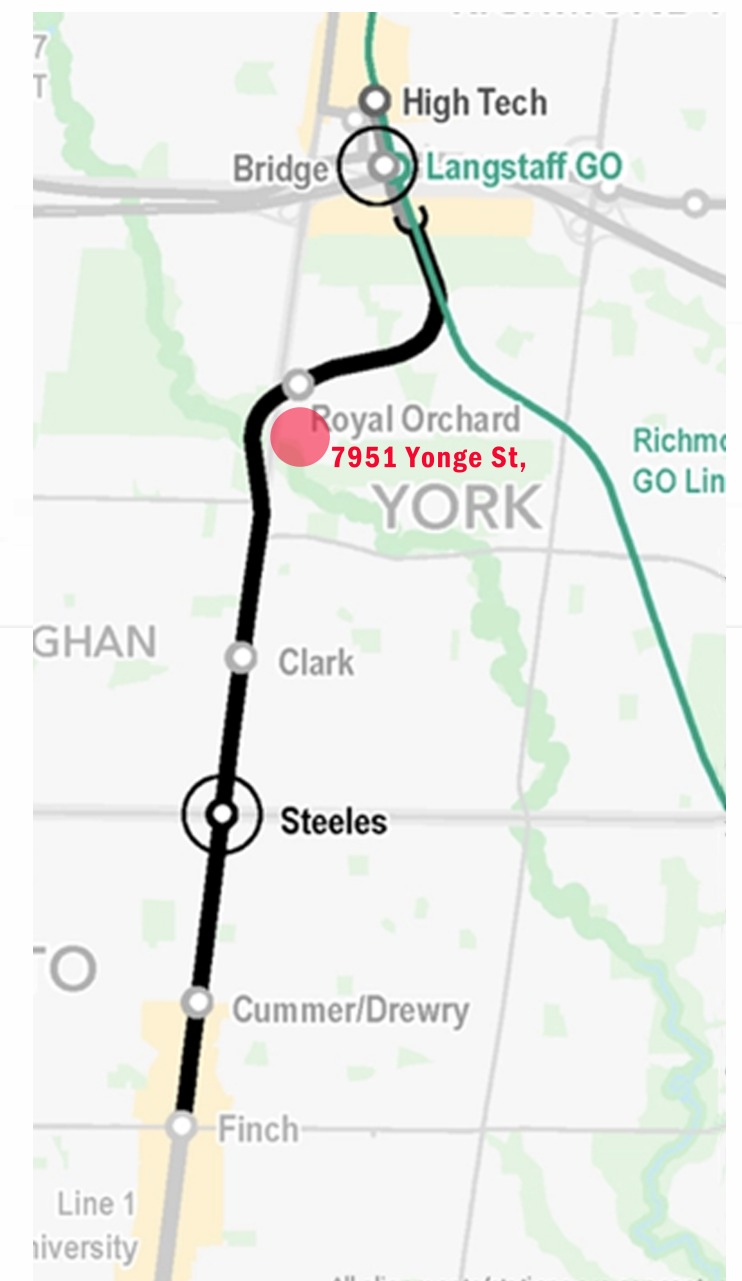 7
T
High Tech
Bridge
Langstaff GO
Royal Orchard
7951 Yonge St,
Richmo
GO Lin
YORK
GHAN
Clark
Steeles
TO
Cummer/Drewry
Finch
Line 1
niversity